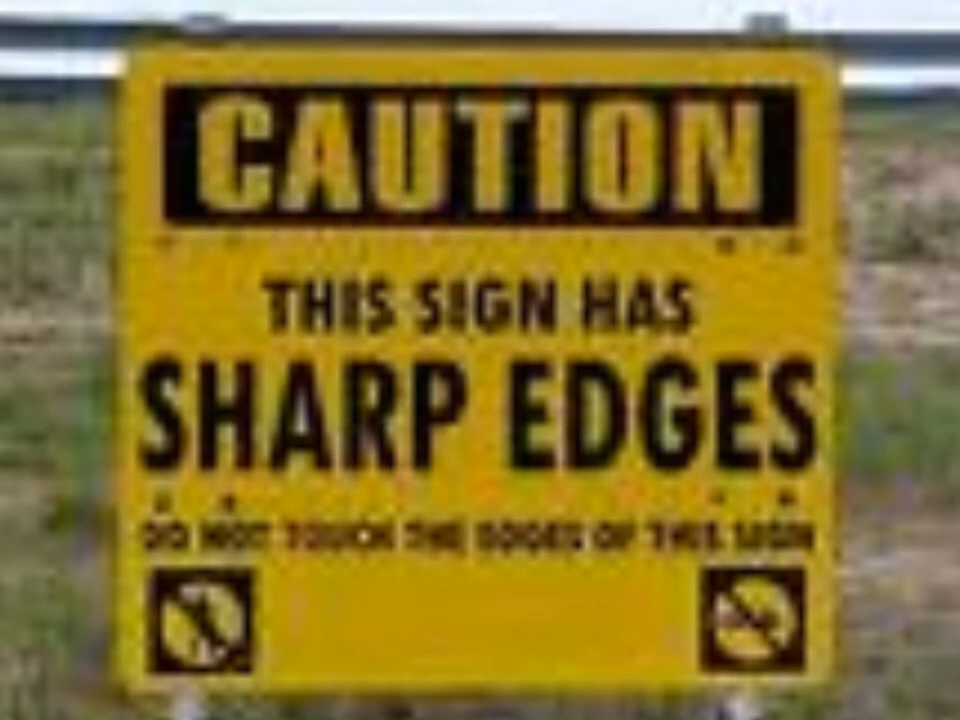 CAUTION
THIS SIGN HAS
SHARP EDGES
DO NOT TOUCH THE EDGES OF THIS SIGN